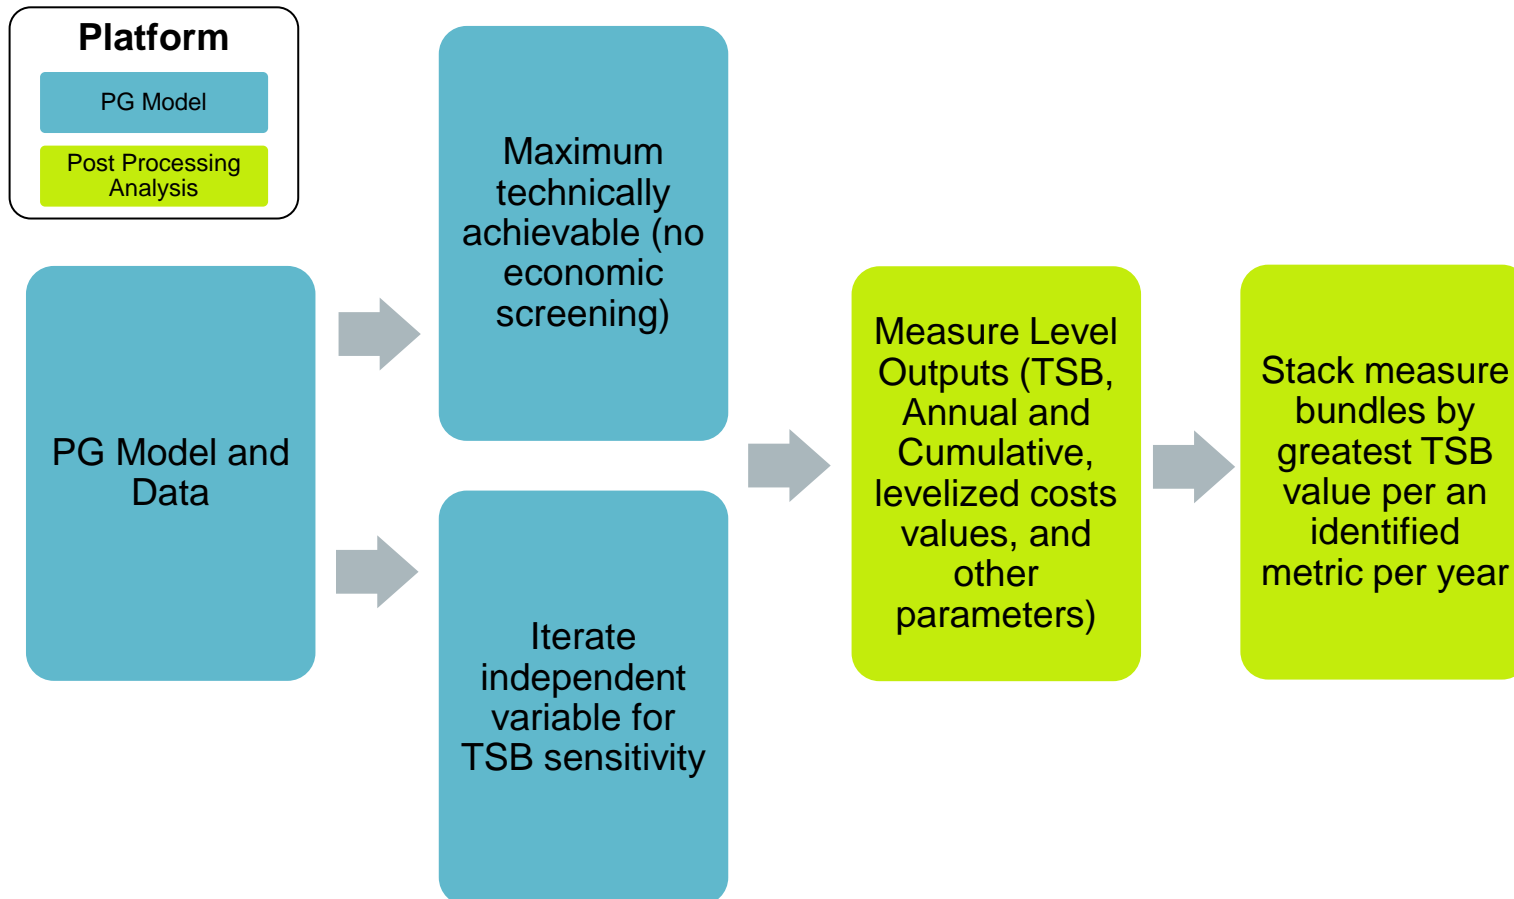 Platform
PG Model
Post Processing
Analysis
PG Model and
Data
Maximum
technically
achievable (no
economic
screening)
Iterate
independent
variable for
TSB sensitivity
Measure Level
Outputs (TSB,
Annual and
Cumulative,
levelized costs
values, and
other
parameters)
Stack measure
bundles by
greatest TSB
value per an
identified
metric per year